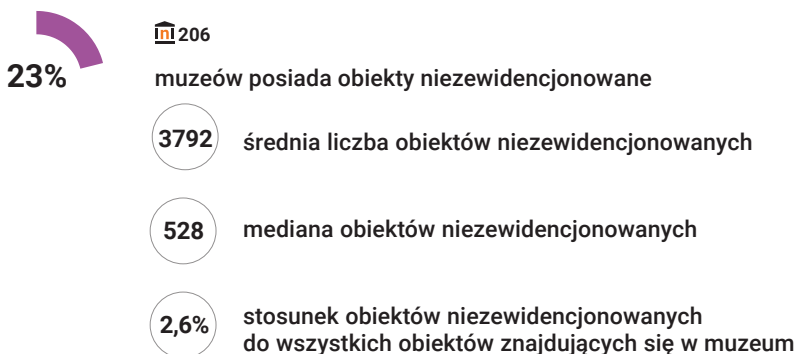 n 206
23%
muzeów posiada obiekty niezewidencjonowane
3792
średnia liczba obiektów niezewidencjonowanych
528
mediana obiektów niezewidencjonowanych
2,6%
stosunek obiektów niezewidencjonowanych
do wszystkich obiektów znajdujących się w muzeum